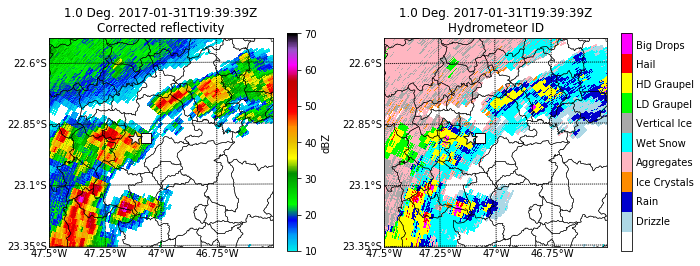 1.0 Deg. 2017-01-31T19:39:39Z
Corrected reflectivity
22.6°S
22.85°S
23.1°S
23.35°S
47.5°W
47.25°W
47°W
46.75°W
70
60
50
40
30
20
10
dBZ
1.0 Deg. 2017-01-31T19:39:39Z
Hydrometeor ID
22.6°S
22.85°S
23.1°S
23.35°S
47.5°W
47.25°W
47°W
46.75°W
Big Drops
Hail
HD Graupel
LD Graupel
Vertical Ice
Wet Snow
Aggregates
Ice Crystals
Rain
Drizzle